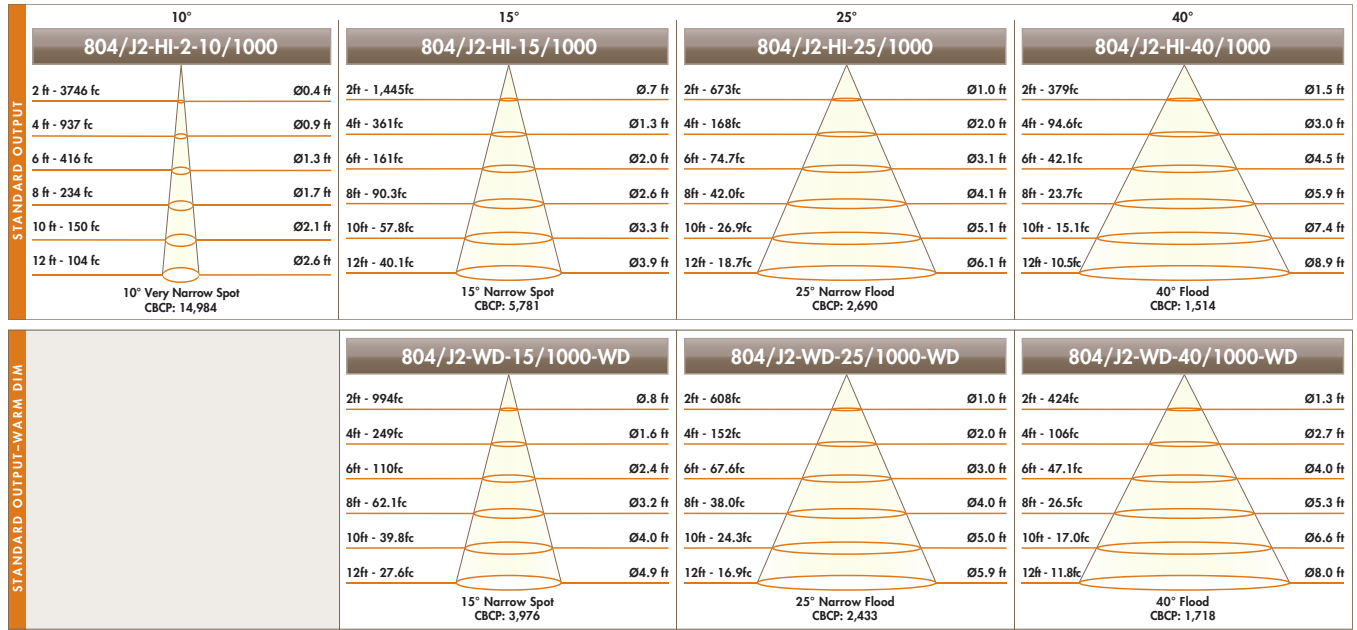 10°
15°
25°
40°
STANDARD OUTPUT
804/J2-HI-2-10/1000
2 ft - 3746 fc Ø0.4 ft
4 ft - 937 fc Ø0.9 ft
6 ft - 416 fc Ø1.3 ft
8 ft - 234 fc Ø1.7 ft
10 ft - 150 fc Ø2.1 ft
12 ft - 104 fc Ø2.6 ft
10° Very Narrow Spot
CBCP: 14,984
804/J2-HI-15/1000
2ft - 1,445fc Ø.7 ft
4ft - 361fc Ø1.3 ft
6ft - 161fc Ø2.0 ft
8ft - 90.3fc Ø2.6 ft
10ft - 57.8fc Ø3.3 ft
12ft - 40.1fc Ø3.9 ft
15° Narrow Spot
CBCP: 5,781
804/J2-HI-25/1000
2ft - 673fc Ø1.0 ft
4ft - 168fc Ø2.0 ft
6ft - 74.7fc Ø3.1 ft
8ft - 42.0fc Ø4.1 ft
10ft - 26.9fc Ø5.1 ft
12ft - 18.7fc Ø6.1 ft
25° Narrow Flood
CBCP: 2,690
804/J2-HI-40/1000
2ft - 379fc Ø1.5 ft
4ft - 94.6fc Ø3.0 ft
6ft - 42.1fc Ø4.5 ft
8ft - 23.7fc Ø5.9 ft
10ft - 15.1fc Ø7.4 ft
12ft - 10.5fc Ø8.9 ft
40° Flood
CBCP: 1,514
STANDARD OUTPUT–WARM DIM
804/J2-WD-15/1000-WD
2ft - 994fc Ø.8 ft
4ft - 249fc Ø1.6 ft
6ft - 110fc Ø2.4 ft
8ft - 62.1fc Ø3.2 ft
10ft - 39.8fc Ø4.0 ft
12ft - 27.6fc Ø4.9 ft
15° Narrow Spot
CBCP: 3,976
804/J2-WD-25/1000-WD
2ft - 608fc Ø1.0 ft
4ft - 152fc Ø2.0 ft
6ft - 67.6fc Ø3.0 ft
8ft - 38.0fc Ø4.0 ft
10ft - 24.3fc Ø5.0 ft
12ft - 16.9fc Ø5.9 ft
25° Narrow Flood
CBCP: 2,433
804/J2-WD-40/1000-WD
2ft - 424fc Ø1.3 ft
4ft - 106fc Ø2.7 ft
6ft - 47.1fc Ø4.0 ft
8ft - 26.5fc Ø5.3 ft
10ft - 17.0fc Ø6.6 ft
12ft - 11.8fc Ø8.0 ft
40° Flood
CBCP: 1,718